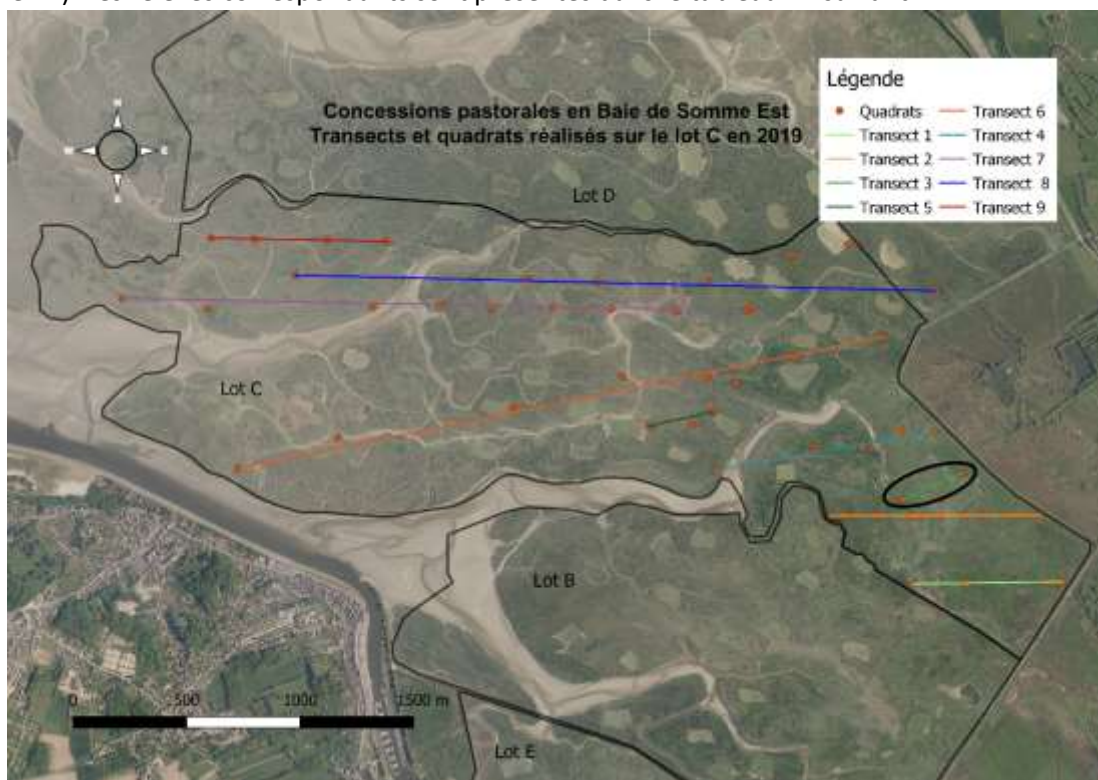 Concessions pastorales en Baie de Somme Est
Transects et quadrats réalisés sur le lot C en 2019
Légende
Quadrats
Transect 1
Transect 2
Transect 3
Transect 5
Transect 6
Transect 4
Transect 7
Transect 8
Transect 9
Lot D
Lot C
Lot B
Lot E
0 500 1000 1500 m